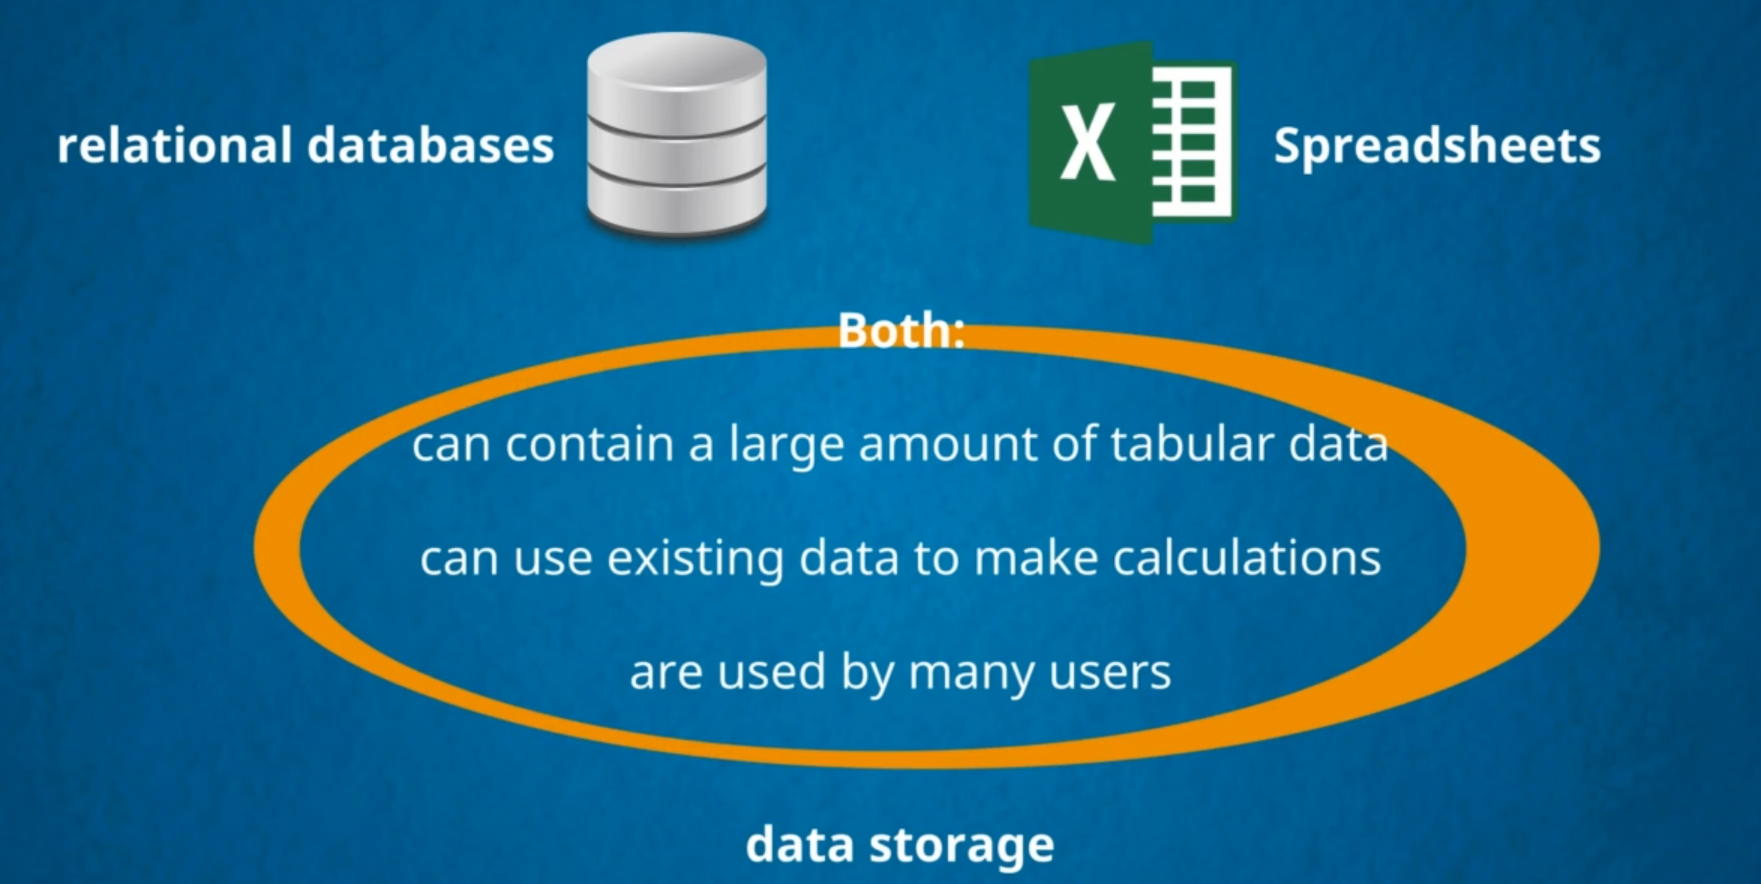 relational databases
X
Spreadsheets
Both:
can contain a large amount of tabular data
can use existing data to make calculations
are used by many users
data storage